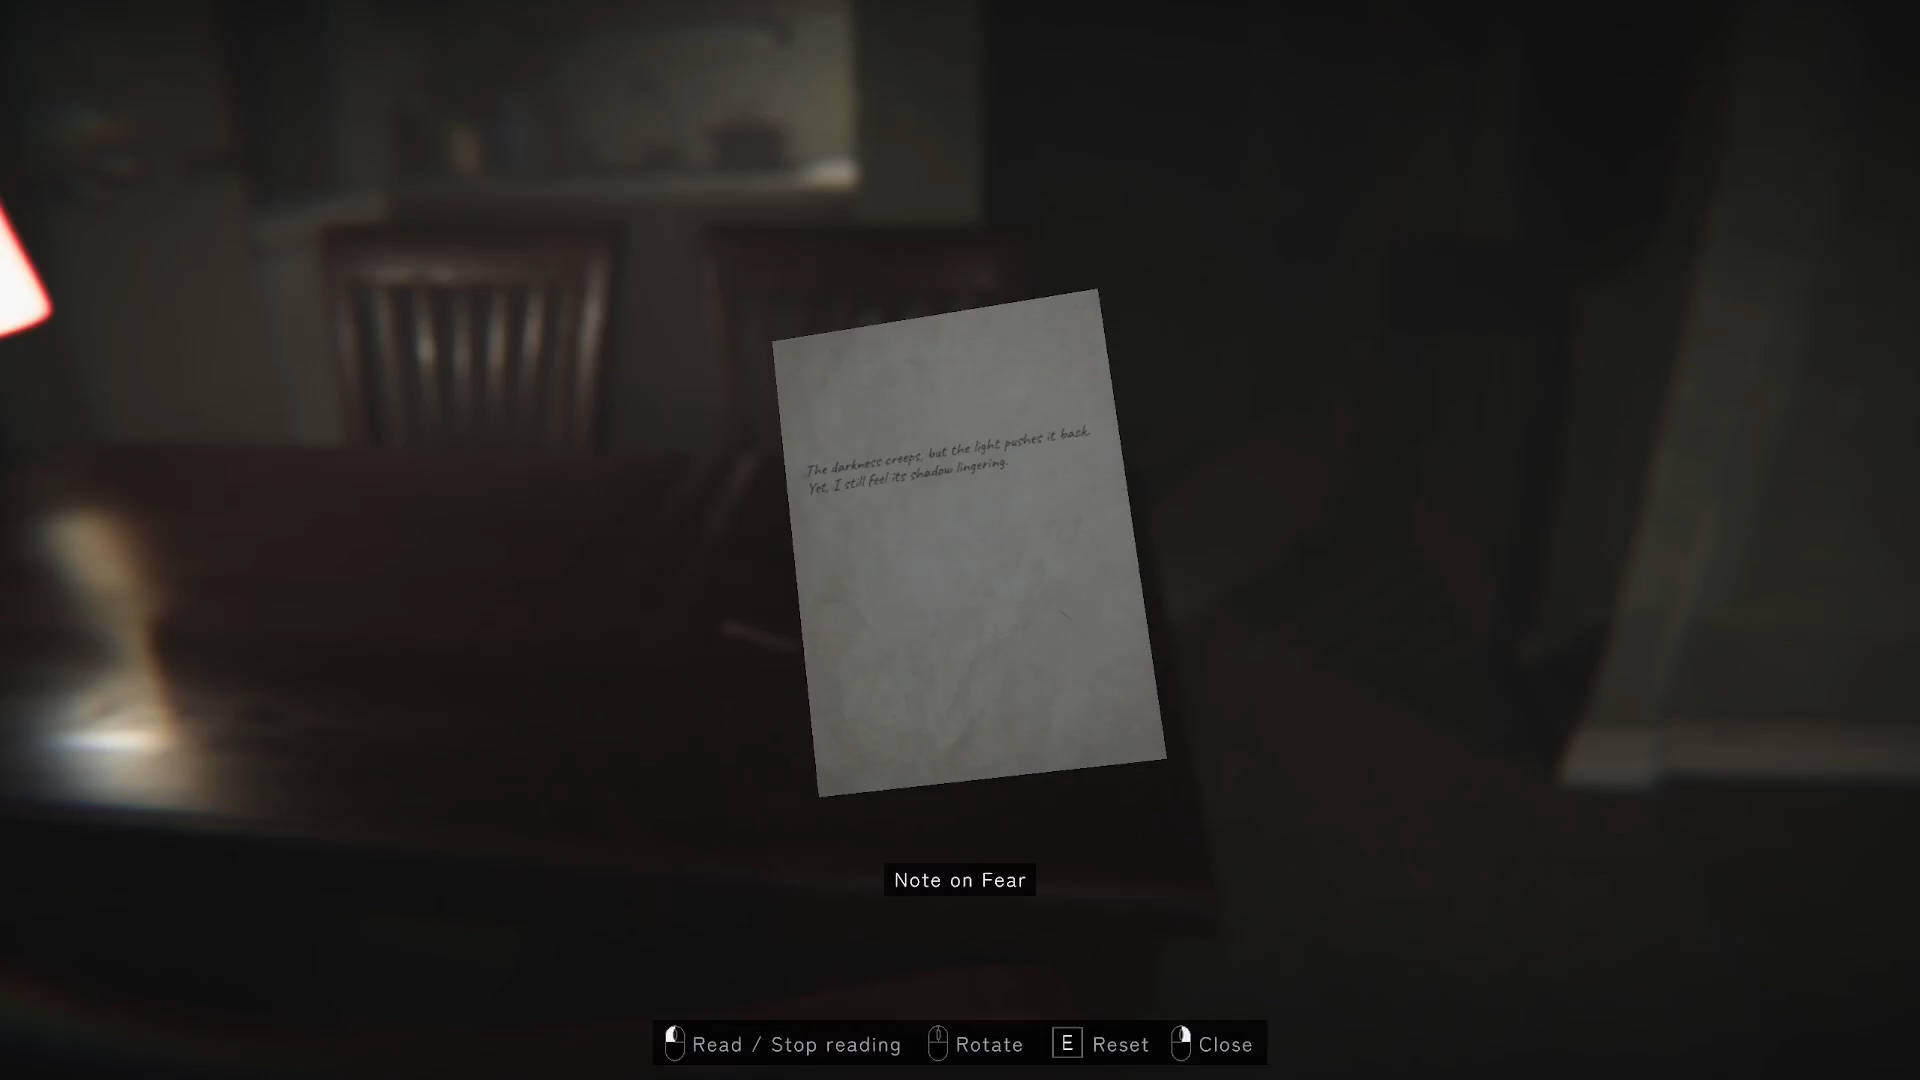 The darkness creeps, but the light pushes it back.
Yet, I still feel its shadow lingering.
Note on Fear
Read / Stop reading Rotate E Reset Close